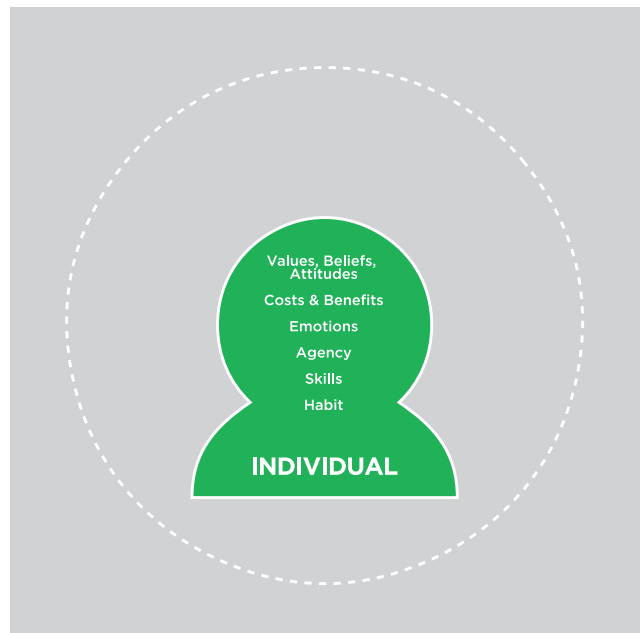 Values, Beliefs,
Attitudes
Costs & Benefits
Emotions
Agency
Skills
Habit
INDIVIDUAL